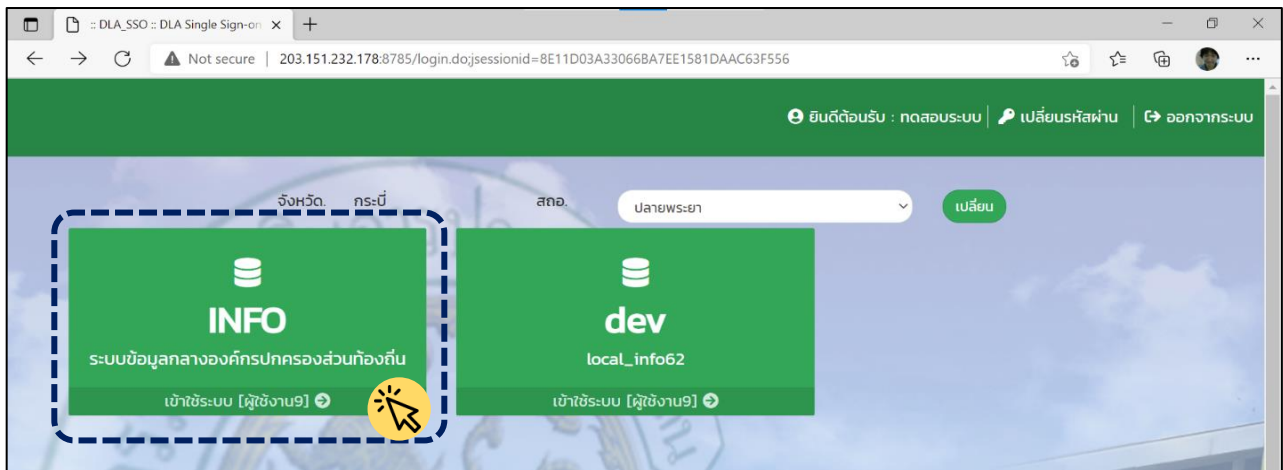 :: DLA_SSO :: DLA Single Sign-on
Not secure | 203.151.232.178:8785/login.do;jsessionid=8E11D03A33066BA7EE1581DAAC63F556
ยินดีต้อนรับ : ทดสอบระบบ | เปลี่ยนรหัสผ่าน | ออกจากระบบ
จังหวัด. กระบี่ สถอ. ปลายพระยา เปลี่ยน
INFO
ระบบข้อมูลกลางองค์กรปกครองส่วนท้องถิ่น
เข้าใช้ระบบ [ผู้ใช้งาน9]
dev
local_info62
เข้าใช้ระบบ [ผู้ใช้งาน9]